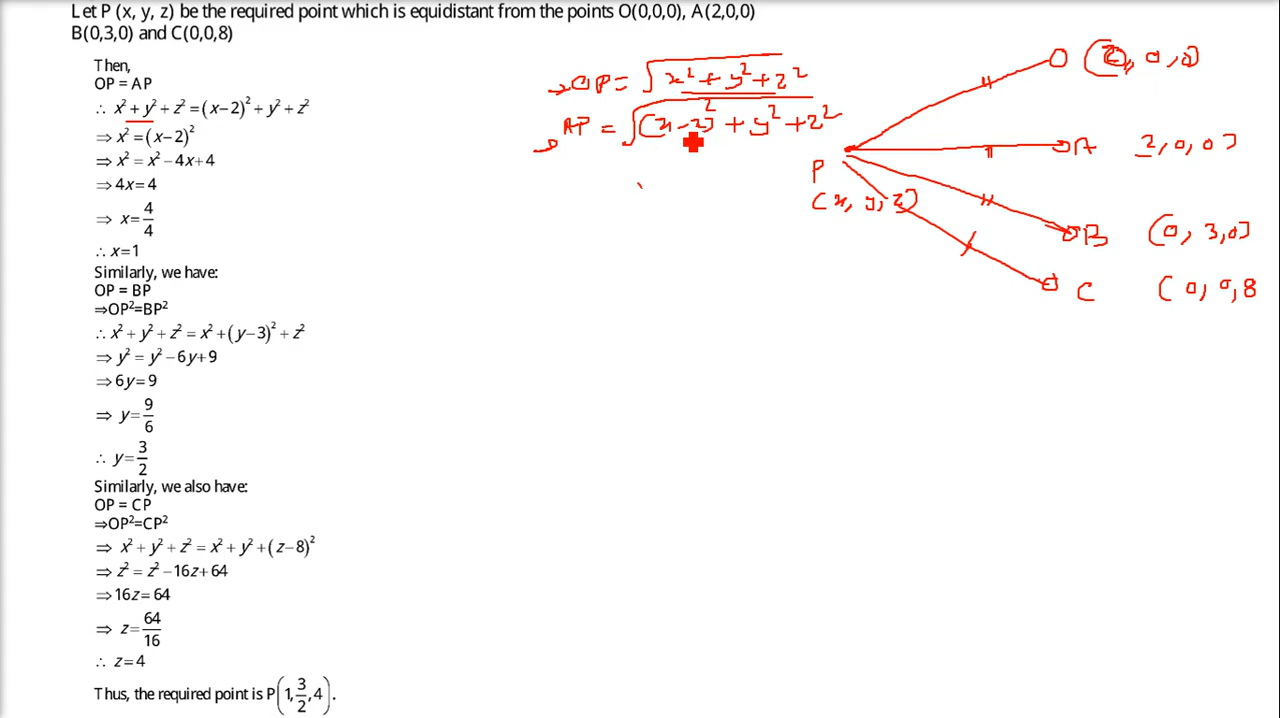 Let P (x, y, z) be the required point which is equidistant from the points O(0,0,0), A(2,0,0)
B(0,3,0) and C(0,0,8)
Then,
OP = AP
∴ x² + y² + z² = (x−2)² + y² + z²
⇒ x² = (x−2)²
⇒ x² = x² −4x+4
⇒ 4x = 4
⇒ x = 4/4
∴ x=1
Similarly, we have:
OP = BP
⇒OP²=BP²
∴ x² + y² + z² = x² + (y−3)² + z²
⇒ y² = y² −6y+9
⇒ 6y = 9
⇒ y = 9/6
∴ y = 3/2
Similarly, we also have:
OP = CP
⇒OP²=CP²
⇒ x² + y² + z² = x² + y² + (z−8)²
⇒ z² = z² −16z+64
⇒ 16z = 64
⇒ z = 64/16
∴ z=4
Thus, the required point is P(1, 3/2, 4).
OP = √x² + y² + z²
AP = √(x−2)² + y² + z²
O (0, 0, 0)
A 2, 0, 0)
P
(x, y, z)
B (0, 3, 0)
C (0, 0, 8